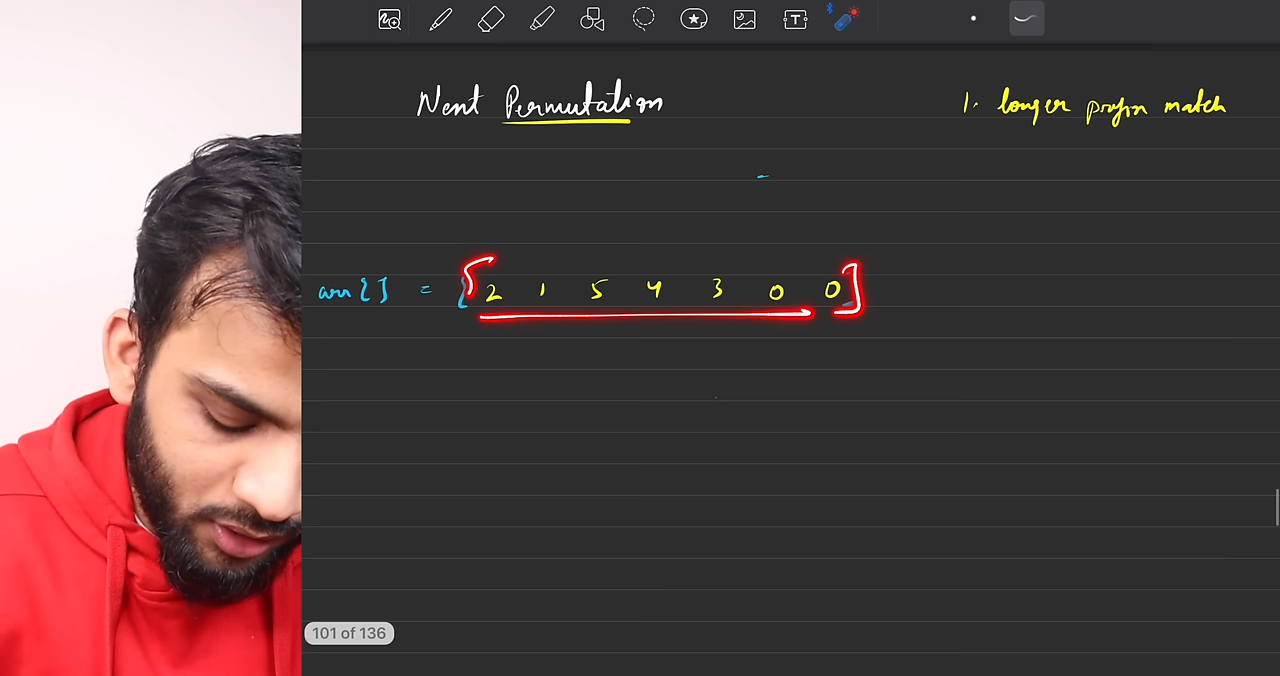 Next Permutation
1. longer prefix match
arr[] = [2 1 5 4 3 0 0]
101 of 136